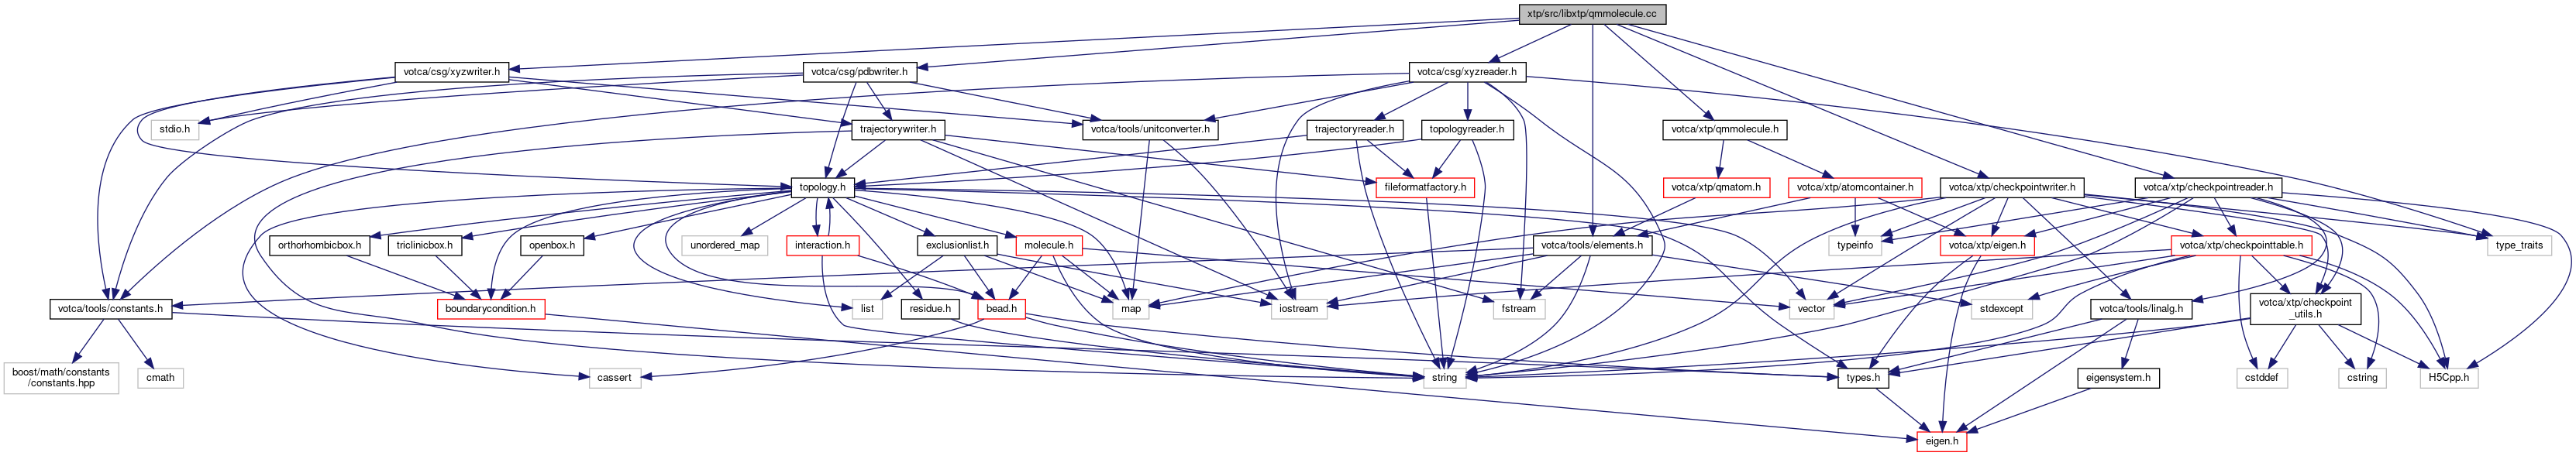 xtp/src/libxtp/qmmolecule.cc
votca/csg/xyzwriter.h
votca/csg/pdbwriter.h
votca/csg/xyzreader.h
stdio.h
trajectorywriter.h
votca/tools/unitconverter.h
trajectoryreader.h
topologyreader.h
votca/xtp/qmmolecule.h
topology.h
fileformatfactory.h
votca/xtp/qmatom.h
votca/xtp/atomcontainer.h
votca/xtp/checkpointwriter.h
votca/xtp/checkpointreader.h
orthorhombicbox.h
triclinicbox.h
openbox.h
unordered_map
interaction.h
exclusionlist.h
molecule.h
votca/tools/elements.h
typeinfo
votca/xtp/eigen.h
votca/xtp/checkpointtable.h
type_traits
votca/tools/constants.h
boundarycondition.h
list
residue.h
bead.h
map
iostream
fstream
vector
stdexcept
votca/tools/linalg.h
votca/xtp/checkpoint
_utils.h
boost/math/constants
/constants.hpp
cmath
cassert
string
types.h
eigensystem.h
cstddef
cstring
H5Cpp.h
eigen.h